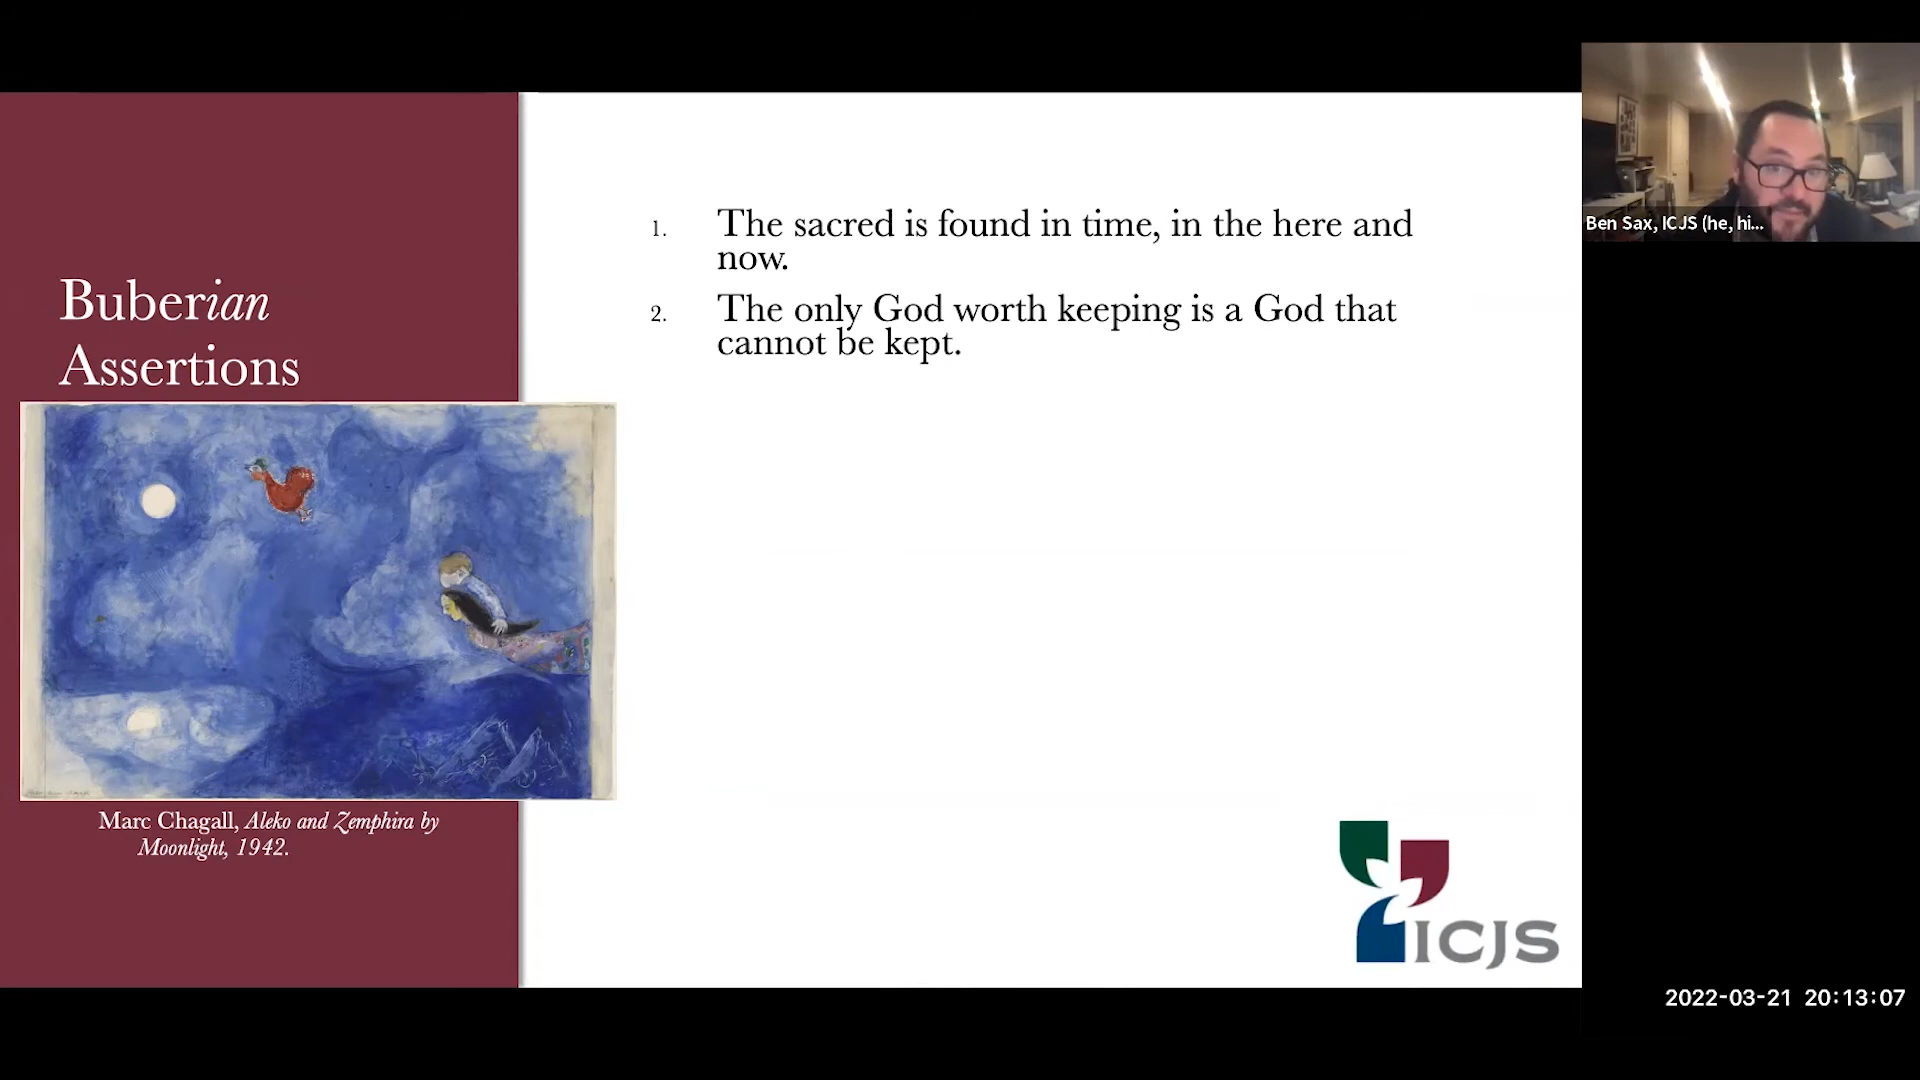 Buberian
Assertions
Marc Chagall, Aleko and Zemphira by
Moonlight, 1942.
1. The sacred is found in time, in the here and
now.
2. The only God worth keeping is a God that
cannot be kept.
ICJS
Ben Sax, ICJS (he, hi...
2022-03-21 20:13:07